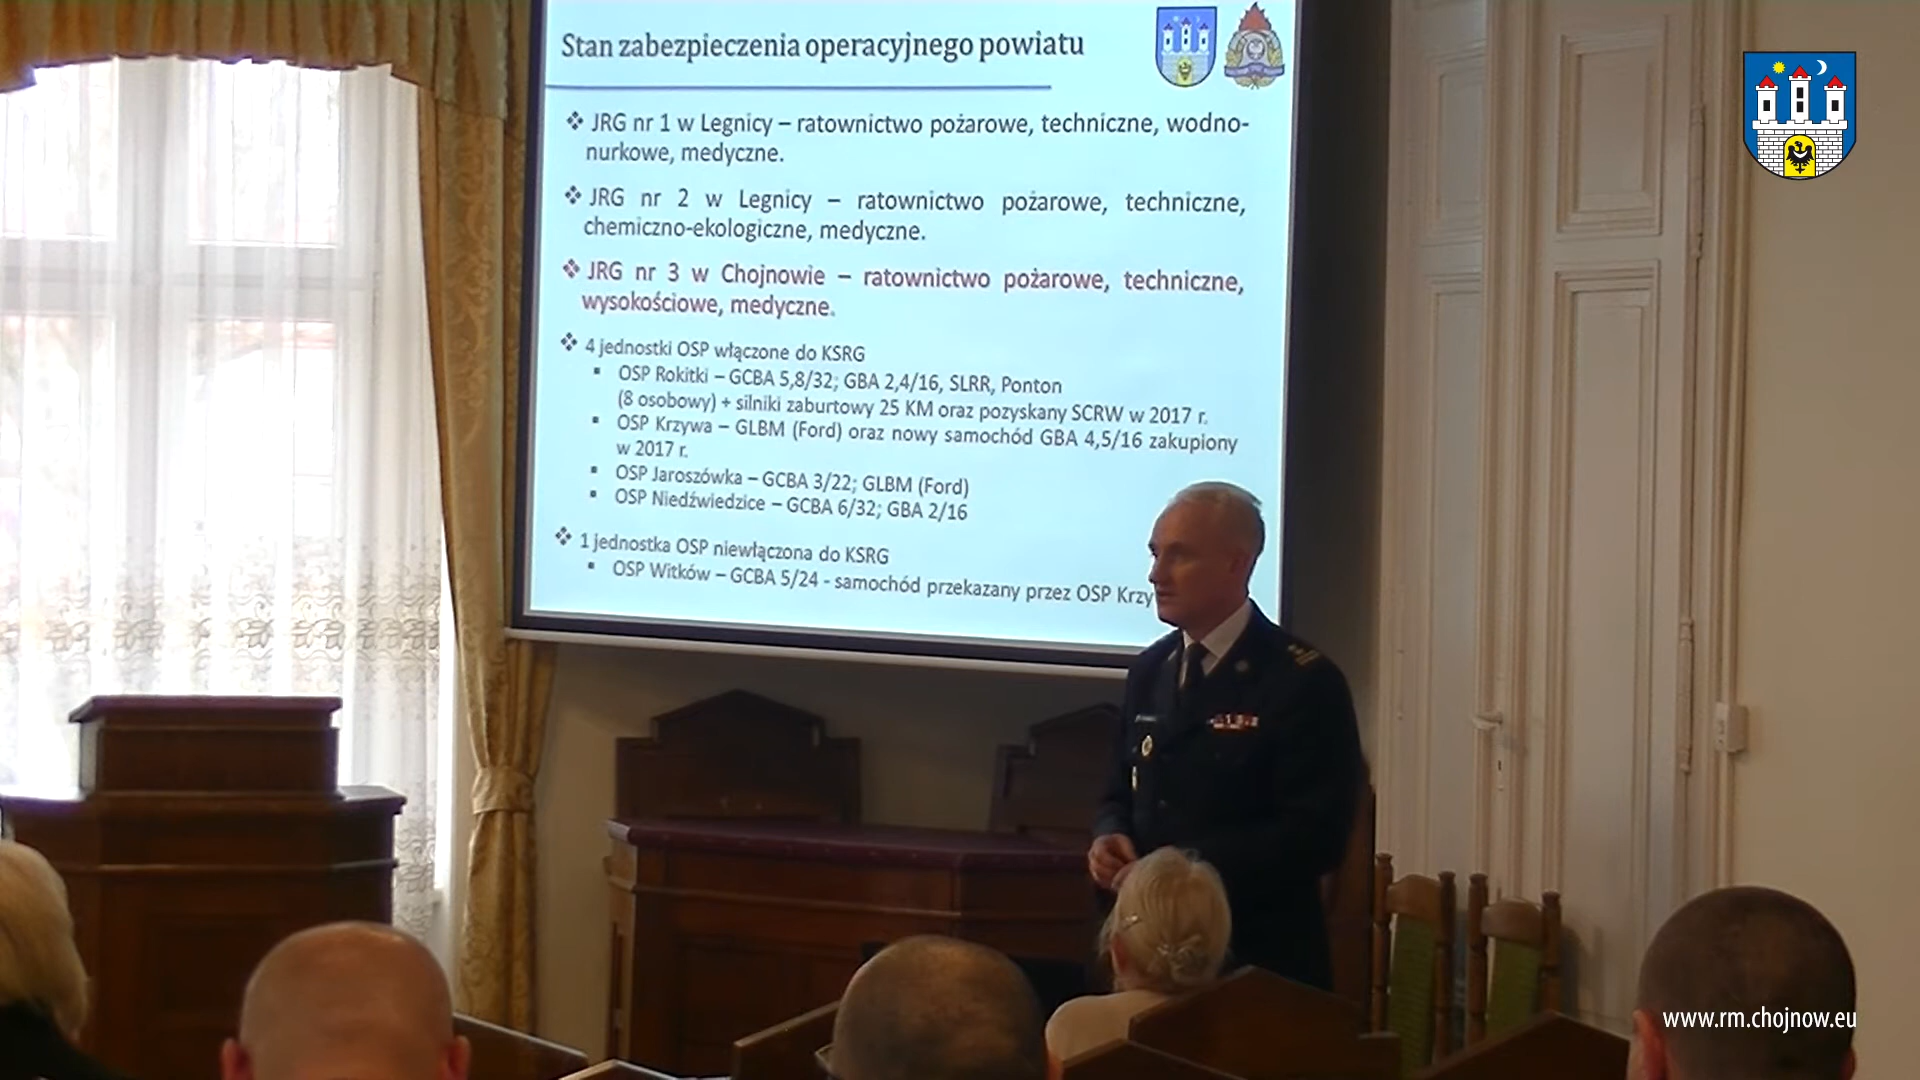 Stan zabezpieczenia operacyjnego powiatu
❖ JRG nr 1 w Legnicy – ratownictwo pożarowe, techniczne, wodno-
nurkowe, medyczne.
❖ JRG nr 2 w Legnicy – ratownictwo pożarowe, techniczne,
chemiczno-ekologiczne, medyczne.
❖ JRG nr 3 w Chojnowie – ratownictwo pożarowe, techniczne,
wysokościowe, medyczne.
❖ 4 jednostki OSP włączone do KSRG
▪ OSP Rokitki – GCBA 5,8/32; GBA 2,4/16, SLRR, Ponton
(8 osobowy) + silniki zaburtowy 25 KM oraz pozyskany SCRW w 2017 r.
▪ OSP Krzywa – GLBM (Ford) oraz nowy samochód GBA 4,5/16 zakupiony
w 2017 r.
▪ OSP Jaroszówka – GCBA 3/22; GLBM (Ford)
▪ OSP Niedźwiedzice – GCBA 6/32; GBA 2/16
❖ 1 jednostka OSP niewłączona do KSRG
▪ OSP Witków – GCBA 5/24 - samochód przekazany przez OSP Krzy
www.rm.chojnow.eu